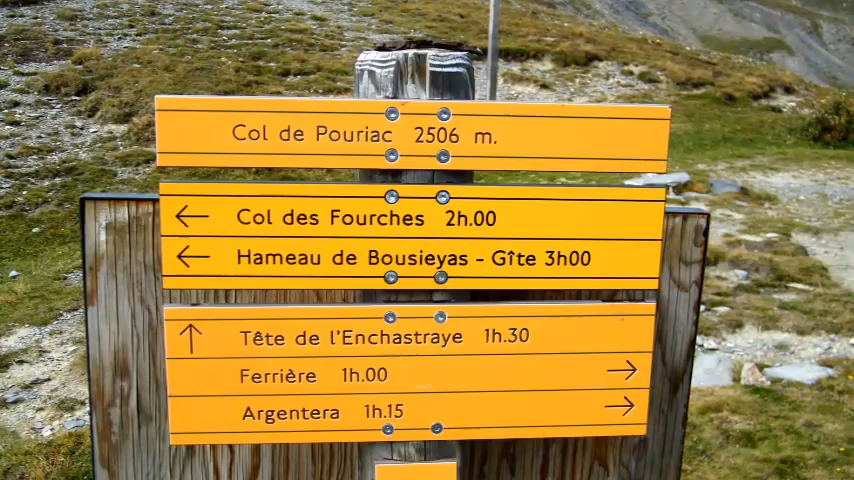 Col de Pouriac 2506 m.
← Col des Fourches 2h.00
← Hameau de Bousieyas - Gîte 3h00
↑ Tête de l'Enchastraye 1h.30
Ferrière 1h.00 →
Argentera 1h.15 →